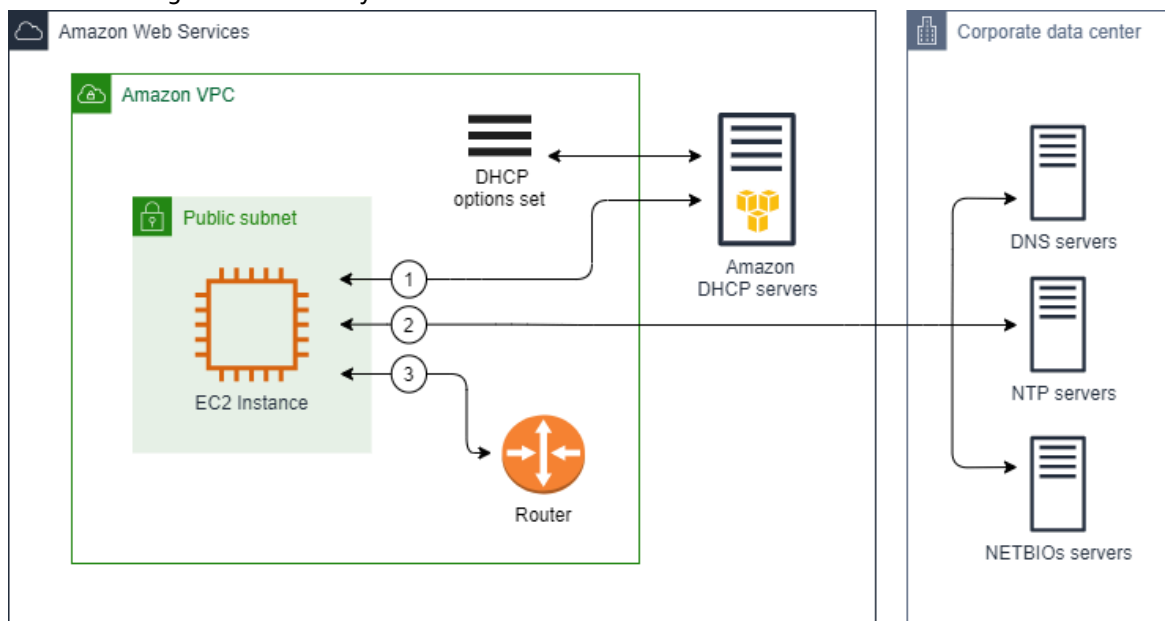 Amazon Web Services
Corporate data center
Amazon VPC
DHCP
options set
Public subnet
DNS servers
Amazon
DHCP servers
1
2
3
EC2 Instance
NTP servers
Router
NETBIOs servers